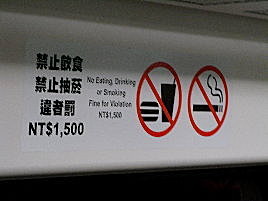 禁止飲食
禁止抽菸
違者罰
NT$1,500
No Eating, Drinking
or Smoking
Fine for Violation
NT$1,500